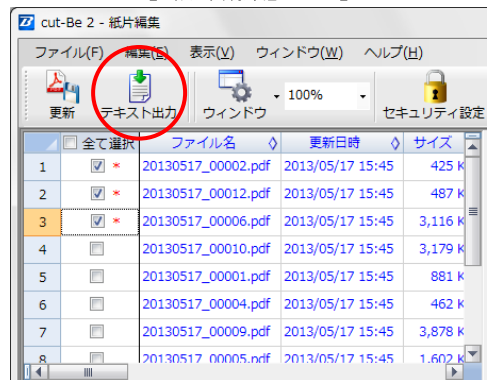 cut-Be 2 - 紙片編集
ファイル(F) 編集(E) 表示(V) ウィンドウ(W) ヘルプ(H)
更新 テキスト出力 ウィンドウ 100% セキュリティ設定
全て選択 ファイル名 更新日時 サイズ
1 * 20130517_00002.pdf 2013/05/17 15:45 425 K
2 * 20130517_00012.pdf 2013/05/17 15:45 487 K
3 * 20130517_00006.pdf 2013/05/17 15:45 3,116 K
4 20130517_00010.pdf 2013/05/17 15:45 3,179 K
5 20130517_00001.pdf 2013/05/17 15:45 881 K
6 20130517_00004.pdf 2013/05/17 15:45 462 K
7 20130517_00009.pdf 2013/05/17 15:45 3,878 K
8 20130517_00005.pdf 2013/05/17 15:45 1,602 K